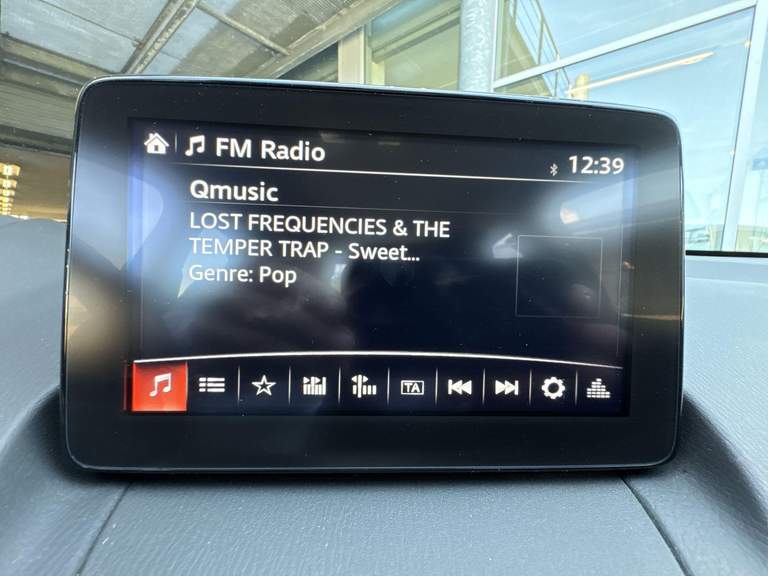 FM Radio
12:39
Qmusic
LOST FREQUENCIES & THE
TEMPER TRAP - Sweet...
Genre: Pop
TA